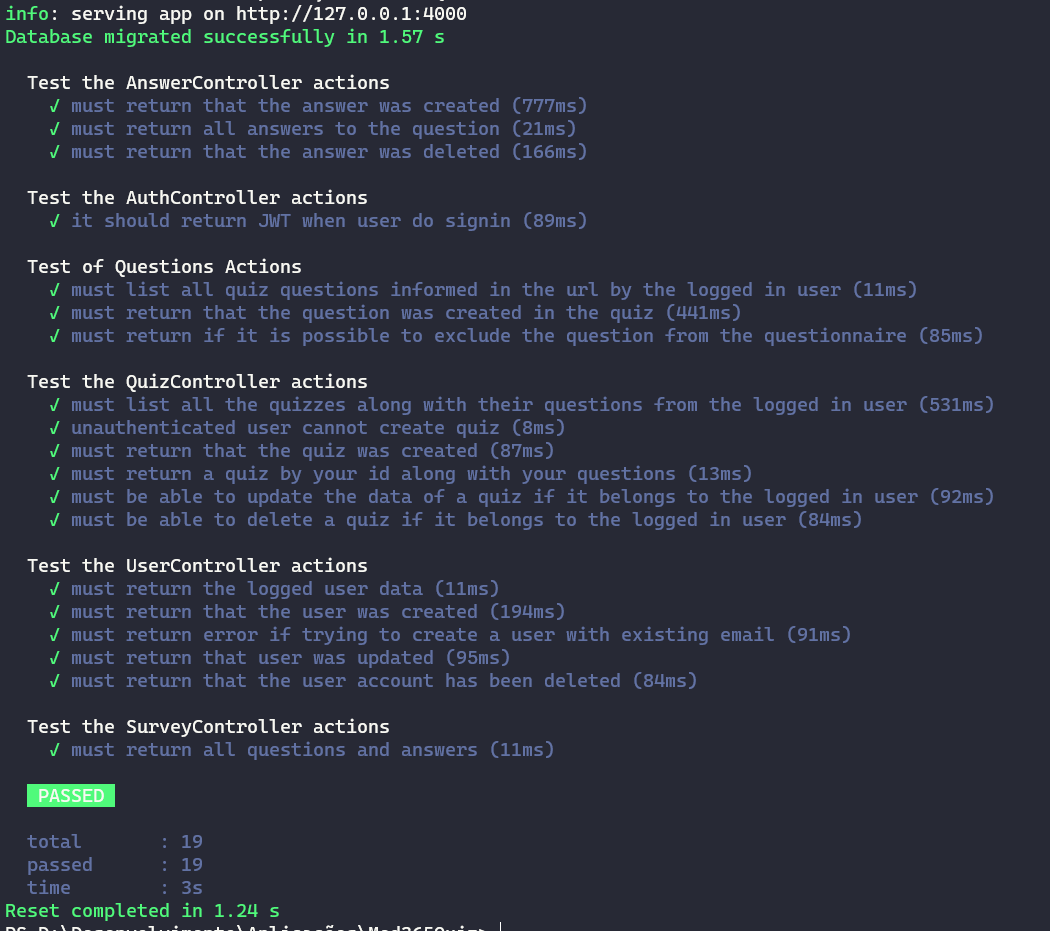 info: serving app on http://127.0.0.1:4000
Database migrated successfully in 1.57 s
Test the AnswerController actions
✓ must return that the answer was created (777ms)
✓ must return all answers to the question (21ms)
✓ must return that the answer was deleted (166ms)
Test the AuthController actions
✓ it should return JWT when user do signin (89ms)
Test of Questions Actions
✓ must list all quiz questions informed in the url by the logged in user (11ms)
✓ must return that the question was created in the quiz (441ms)
✓ must return if it is possible to exclude the question from the questionnaire (85ms)
Test the QuizController actions
✓ must list all the quizzes along with their questions from the logged in user (531ms)
✓ unauthenticated user cannot create quiz (8ms)
✓ must return that the quiz was created (87ms)
✓ must return a quiz by your id along with your questions (13ms)
✓ must be able to update the data of a quiz if it belongs to the logged in user (92ms)
✓ must be able to delete a quiz if it belongs to the logged in user (84ms)
Test the UserController actions
✓ must return the logged user data (11ms)
✓ must return that the user was created (194ms)
✓ must return error if trying to create a user with existing email (91ms)
✓ must return that user was updated (95ms)
✓ must return that the user account has been deleted (84ms)
Test the SurveyController actions
✓ must return all questions and answers (11ms)
PASSED
total : 19
passed : 19
time : 3s
Reset completed in 1.24 s